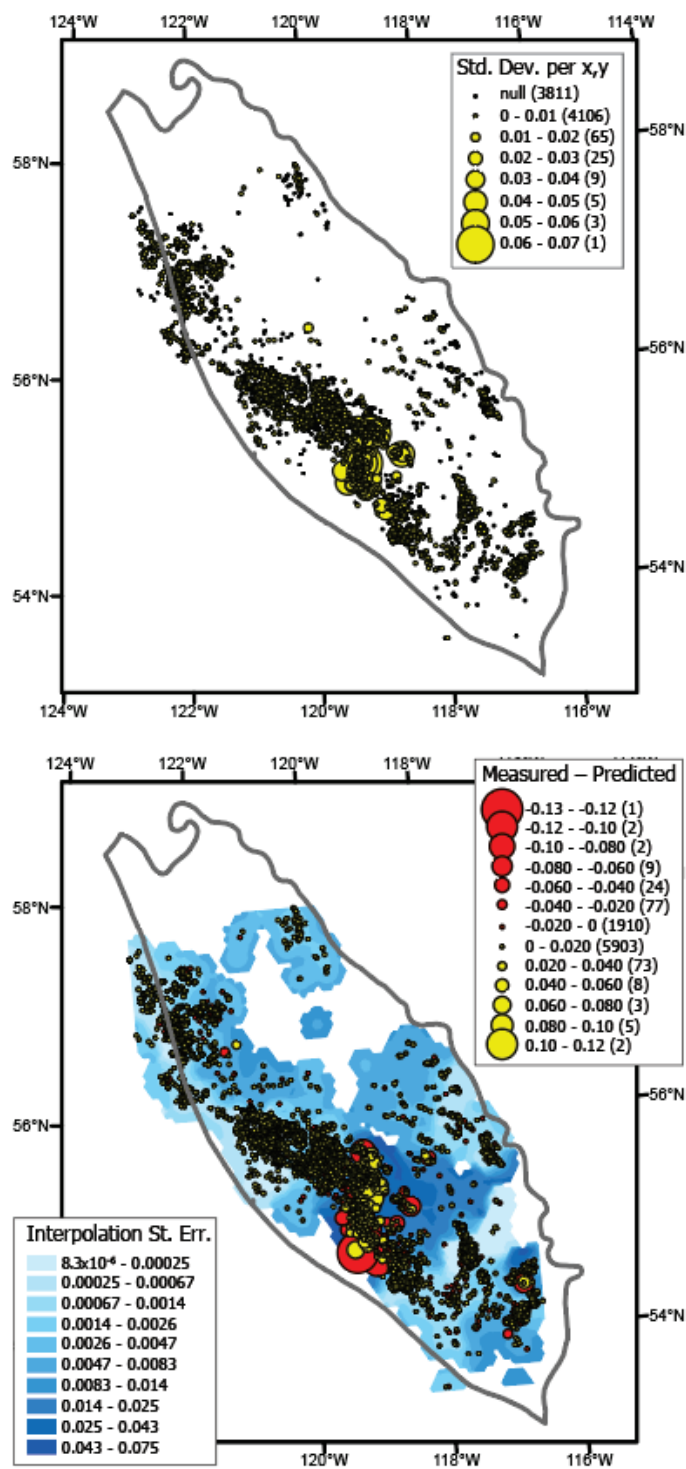 124°W 122°W 120°W 118°W 116°W
Std. Dev. per x,y
null (3811)
0 - 0.01 (4106)
0.01 - 0.02 (65)
0.02 - 0.03 (25)
0.03 - 0.04 (9)
0.04 - 0.05 (5)
0.05 - 0.06 (3)
0.06 - 0.07 (1)
58°N
58°N
56°N
56°N
54°N
54°N
124°W 122°W 120°W 118°W 116°W
124°W 122°W 120°W
Measured – Predicted
-0.13 - -0.12 (1)
-0.12 - -0.10 (2)
-0.10 - -0.080 (2)
-0.080 - -0.060 (9)
-0.060 - -0.040 (24)
-0.040 - -0.020 (77)
-0.020 - 0 (1910)
0 - 0.020 (5903)
0.020 - 0.040 (73)
0.040 - 0.060 (8)
0.060 - 0.080 (3)
0.080 - 0.10 (5)
0.10 - 0.12 (2)
58°N
56°N
56°N
54°N
Interpolation St. Err.
8.3x10⁻⁶ - 0.00025
0.00025 - 0.00067
0.00067 - 0.0014
0.0014 - 0.0026
0.0026 - 0.0047
0.0047 - 0.0083
0.0083 - 0.014
0.014 - 0.025
0.025 - 0.043
0.043 - 0.075
120°W 118°W 116°W